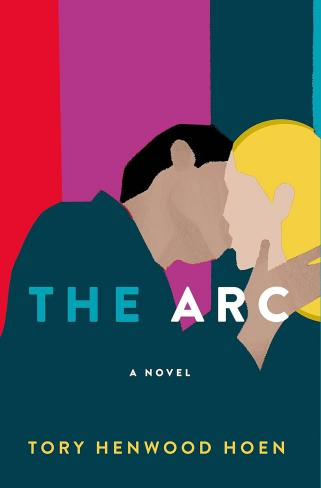 THE ARC
A NOVEL
TORY HENWOOD HOEN